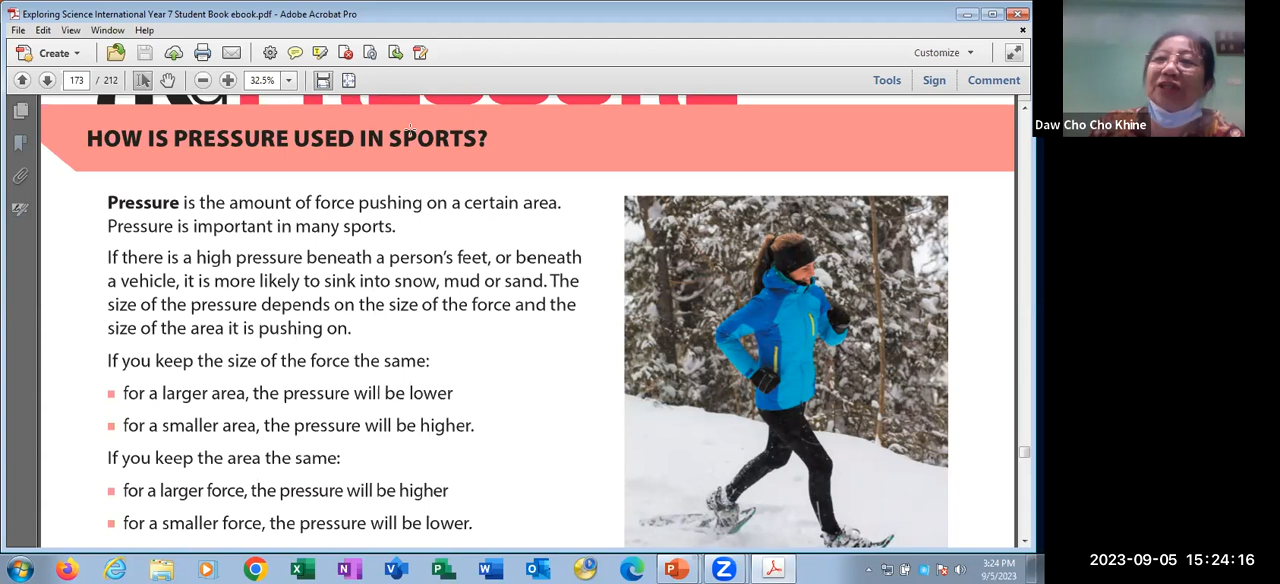 Exploring Science International Year 7 Student Book ebook.pdf - Adobe Acrobat Pro
File Edit View Window Help
Create
Customize
173 / 212
32.5%
Tools Sign Comment
Daw Cho Cho Khine
HOW IS PRESSURE USED IN SPORTS?
Pressure is the amount of force pushing on a certain area.
Pressure is important in many sports.
If there is a high pressure beneath a person's feet, or beneath
a vehicle, it is more likely to sink into snow, mud or sand. The
size of the pressure depends on the size of the force and the
size of the area it is pushing on.
If you keep the size of the force the same:
for a larger area, the pressure will be lower
for a smaller area, the pressure will be higher.
If you keep the area the same:
for a larger force, the pressure will be higher
for a smaller force, the pressure will be lower.
3:24 PM
9/5/2023
2023-09-05 15:24:16